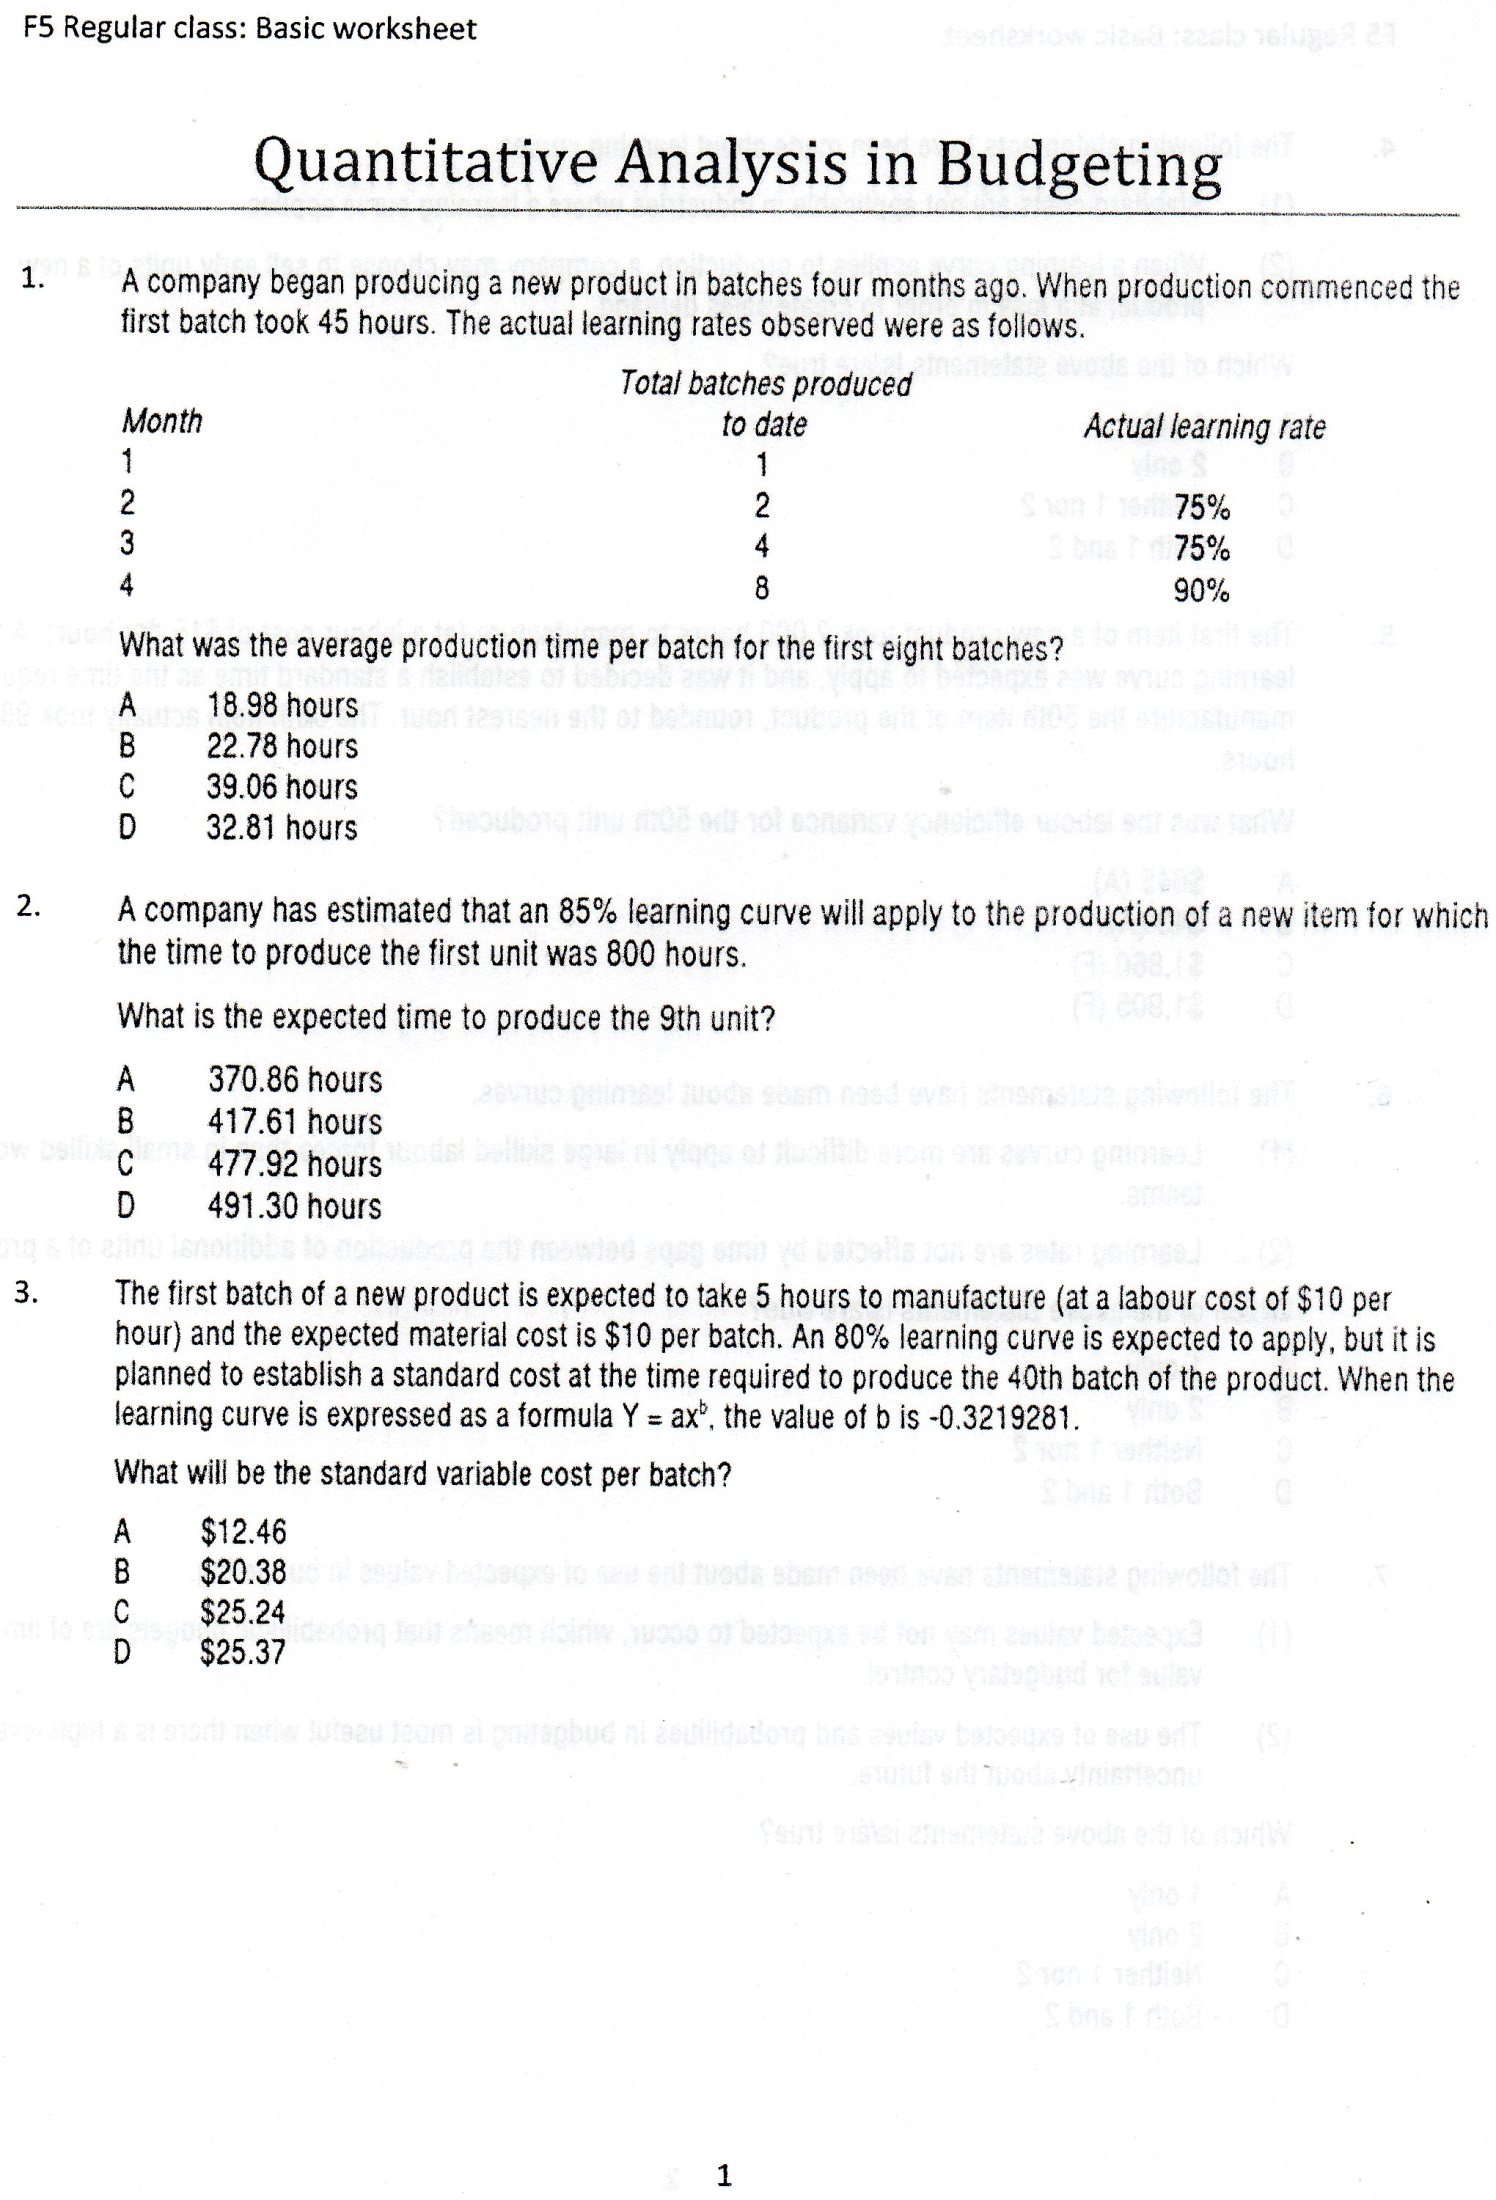 F5 Regular class: Basic worksheet
Quantitative Analysis in Budgeting
1. A company began producing a new product in batches four months ago. When production commenced the
first batch took 45 hours. The actual learning rates observed were as follows.
Total batches produced
Month to date Actual learning rate
1 1
2 2 75%
3 4 75%
4 8 90%
What was the average production time per batch for the first eight batches?
A 18.98 hours
B 22.78 hours
C 39.06 hours
D 32.81 hours
2. A company has estimated that an 85% learning curve will apply to the production of a new item for which
the time to produce the first unit was 800 hours.
What is the expected time to produce the 9th unit?
A 370.86 hours
B 417.61 hours
C 477.92 hours
D 491.30 hours
3. The first batch of a new product is expected to take 5 hours to manufacture (at a labour cost of $10 per
hour) and the expected material cost is $10 per batch. An 80% learning curve is expected to apply, but it is
planned to establish a standard cost at the time required to produce the 40th batch of the product. When the
learning curve is expressed as a formula Y = axᵇ, the value of b is -0.3219281.
What will be the standard variable cost per batch?
A $12.46
B $20.38
C $25.24
D $25.37
1